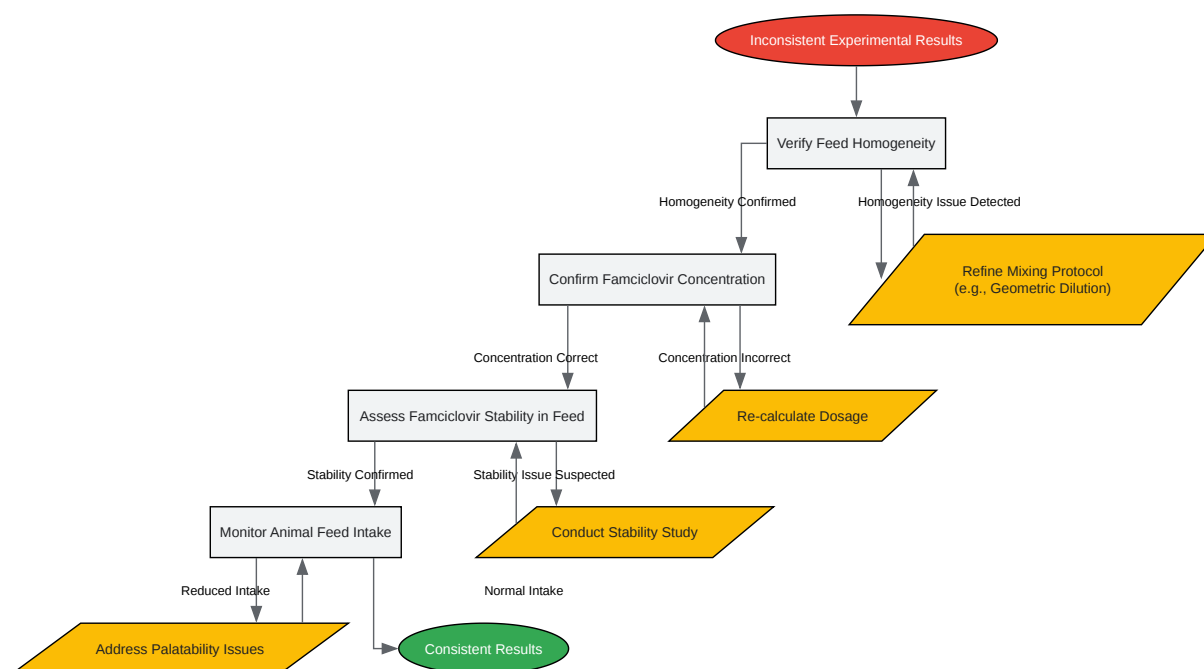 Inconsistent Experimental Results
Verify Feed Homogeneity
Homogeneity Confirmed
Homogeneity Issue Detected
Refine Mixing Protocol
(e.g., Geometric Dilution)
Confirm Famciclovir Concentration
Concentration Correct
Concentration Incorrect
Assess Famciclovir Stability in Feed
Re-calculate Dosage
Stability Confirmed
Stability Issue Suspected
Monitor Animal Feed Intake
Conduct Stability Study
Reduced Intake
Normal Intake
Address Palatability Issues
Consistent Results